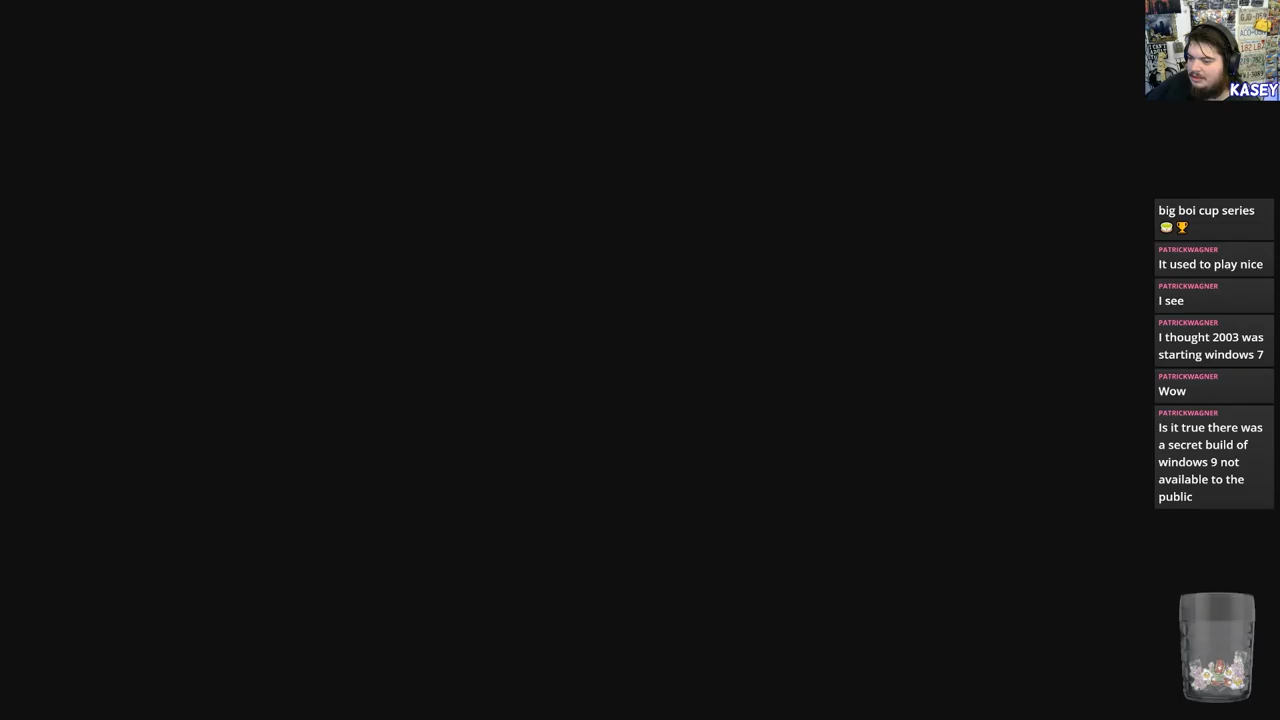 KASEY
big boi cup series
PATRICKWAGNER
It used to play nice
PATRICKWAGNER
I see
PATRICKWAGNER
I thought 2003 was
starting windows 7
PATRICKWAGNER
Wow
PATRICKWAGNER
Is it true there was
a secret build of
windows 9 not
available to the
public